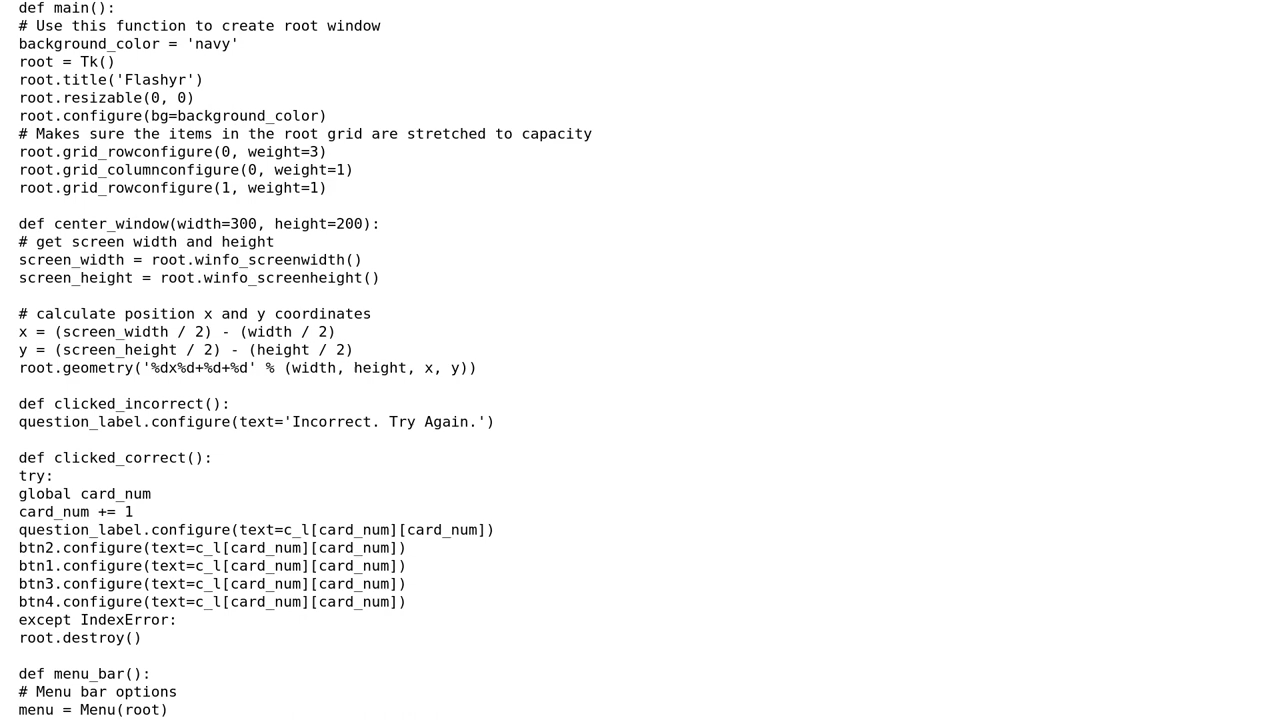 def main():
# Use this function to create root window
background_color = 'navy'
root = Tk()
root.title('Flashyr')
root.resizable(0, 0)
root.configure(bg=background_color)
# Makes sure the items in the root grid are stretched to capacity
root.grid_rowconfigure(0, weight=3)
root.grid_columnconfigure(0, weight=1)
root.grid_rowconfigure(1, weight=1)

def center_window(width=300, height=200):
# get screen width and height
screen_width = root.winfo_screenwidth()
screen_height = root.winfo_screenheight()

# calculate position x and y coordinates
x = (screen_width / 2) - (width / 2)
y = (screen_height / 2) - (height / 2)
root.geometry('%dx%d+%d+%d' % (width, height, x, y))

def clicked_incorrect():
question_label.configure(text='Incorrect. Try Again.')

def clicked_correct():
try:
global card_num
card_num += 1
question_label.configure(text=c_l[card_num][card_num])
btn2.configure(text=c_l[card_num][card_num])
btn1.configure(text=c_l[card_num][card_num])
btn3.configure(text=c_l[card_num][card_num])
btn4.configure(text=c_l[card_num][card_num])
except IndexError:
root.destroy()

def menu_bar():
# Menu bar options
menu = Menu(root)